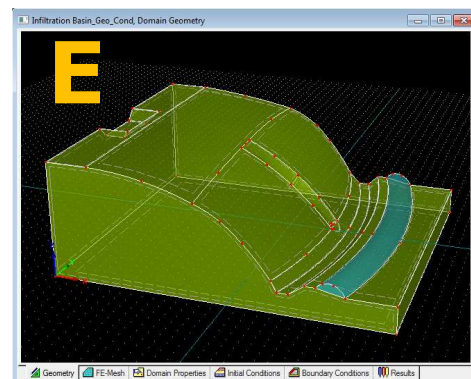 Infiltration Basin_Geo_Cond, Domain Geometry
E
Geometry FE-Mesh Domain Properties Initial Conditions Boundary Conditions Results